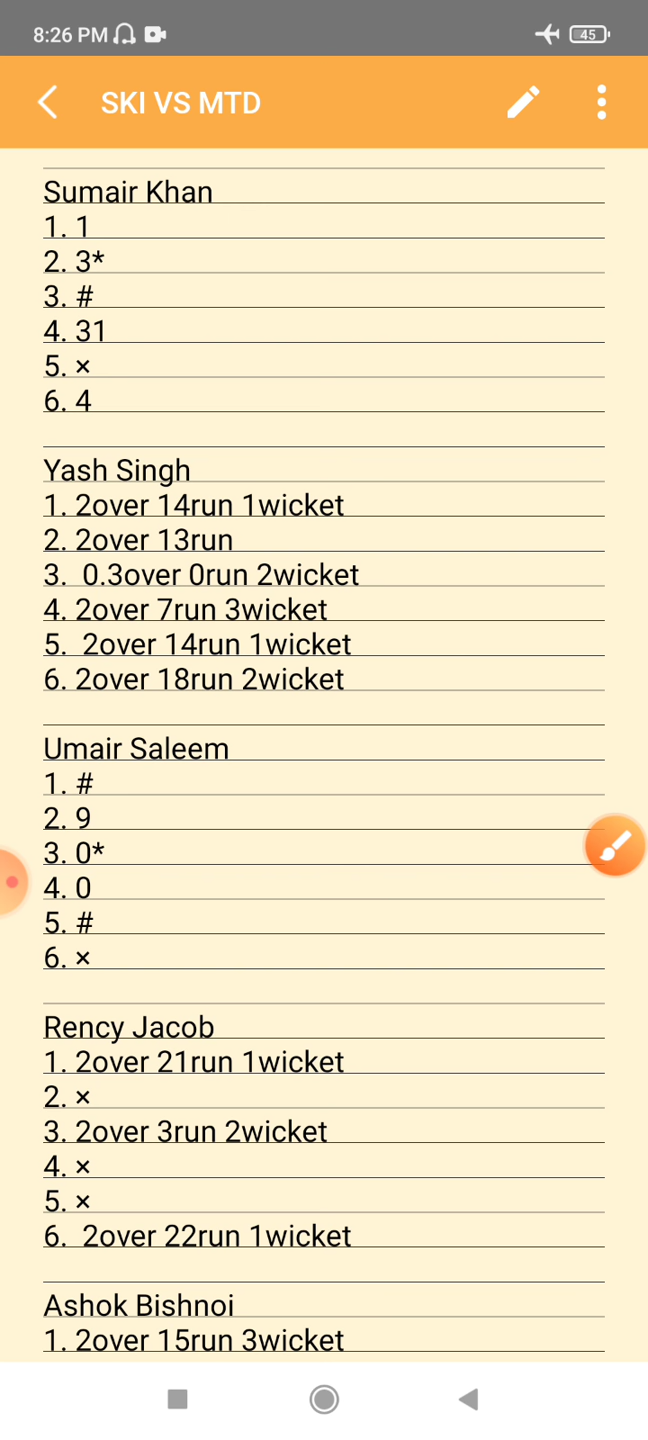 8:26 PM
45
SKI VS MTD
Sumair Khan
1. 1
2. 3*
3. #
4. 31
5. ×
6. 4
Yash Singh
1. 2over 14run 1wicket
2. 2over 13run
3.  0.3over 0run 2wicket
4. 2over 7run 3wicket
5.  2over 14run 1wicket
6. 2over 18run 2wicket
Umair Saleem
1. #
2. 9
3. 0*
4. 0
5. #
6. ×
Rency Jacob
1. 2over 21run 1wicket
2. ×
3. 2over 3run 2wicket
4. ×
5. ×
6.  2over 22run 1wicket
Ashok Bishnoi
1. 2over 15run 3wicket